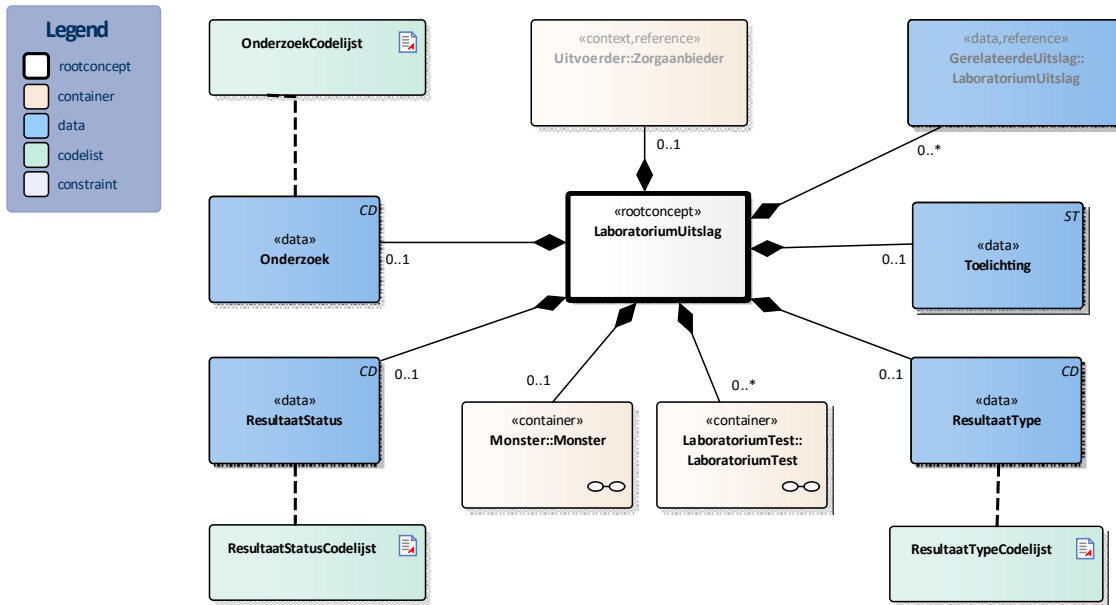 Legend
rootconcept
container
data
codelist
constraint
OnderzoekCodelijst
«context,reference»
Uitvoerder::Zorgaanbieder
«data,reference»
GerelateerdeUitslag::
LaboratoriumUitslag
0..1
0..*
CD
«data»
Onderzoek
0..1
«rootconcept»
LaboratoriumUitslag
ST
«data»
Toelichting
0..1
CD
«data»
ResultaatStatus
0..1
0..1
0..*
0..1
CD
«data»
ResultaatType
«container»
Monster::Monster
«container»
LaboratoriumTest::
LaboratoriumTest
ResultaatStatusCodelijst
ResultaatTypeCodelijst